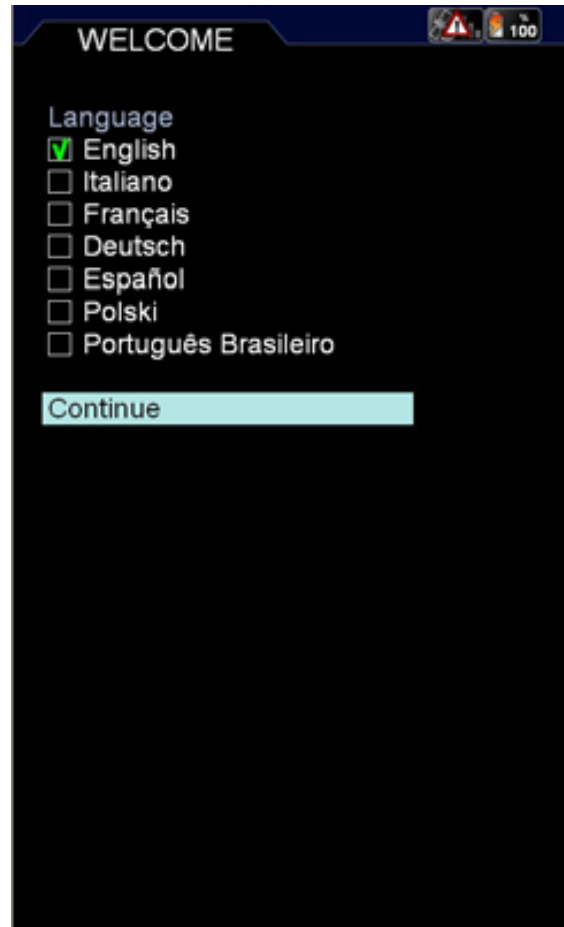 WELCOME
%
100
Language
English
Italiano
Français
Deutsch
Español
Polski
Português Brasileiro
Continue